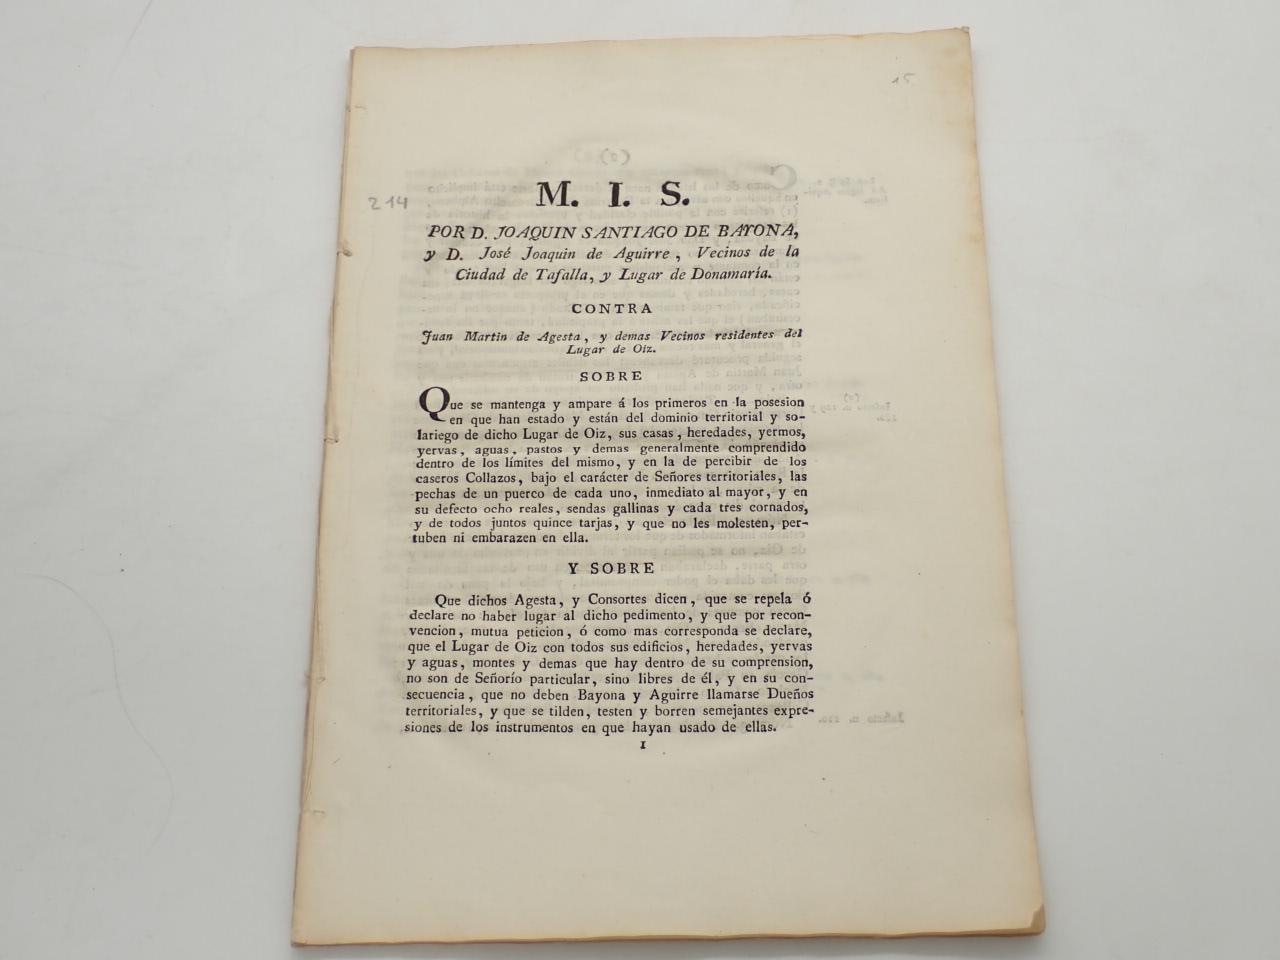 15
214
M. I. S.
POR D. JOAQUIN SANTIAGO DE BAYONA,
y D. José Joaquin de Aguirre, Vecinos de la
Ciudad de Tafalla, y Lugar de Donamaría.
CONTRA
Juan Martin de Agesta, y demas Vecinos residentes del
Lugar de Oiz.
SOBRE
Que se mantenga y ampare á los primeros en la posesion
en que han estado y están del dominio territorial y so-
lariego de dicho Lugar de Oiz, sus casas, heredades, yermos,
yervas, aguas, pastos y demas generalmente comprendido
dentro de los límites del mismo, y en la de percibir de los
caseros Collazos, bajo el carácter de Señores territoriales, las
pechas de un puerco de cada uno, inmediato al mayor, y en
su defecto ocho reales, sendas gallinas y cada tres cornados,
y de todos juntos quince tarjas, y que no les molesten, per-
tuben ni embarazen en ella.
Y SOBRE
Que dichos Agesta, y Consortes dicen, que se repela ó
declare no haber lugar al dicho pedimento, y que por recon-
vencion, mutua peticion, ó como mas corresponda se declare,
que el Lugar de Oiz con todos sus edificios, heredades, yervas
y aguas, montes y demas que hay dentro de su comprension,
no son de Señorío particular, sino libres de él, y en su con-
secuencia, que no deben Bayona y Aguirre llamarse Dueños
territoriales, y que se tilden, testen y borren semejantes expre-
siones de los instrumentos en que hayan usado de ellas.
1